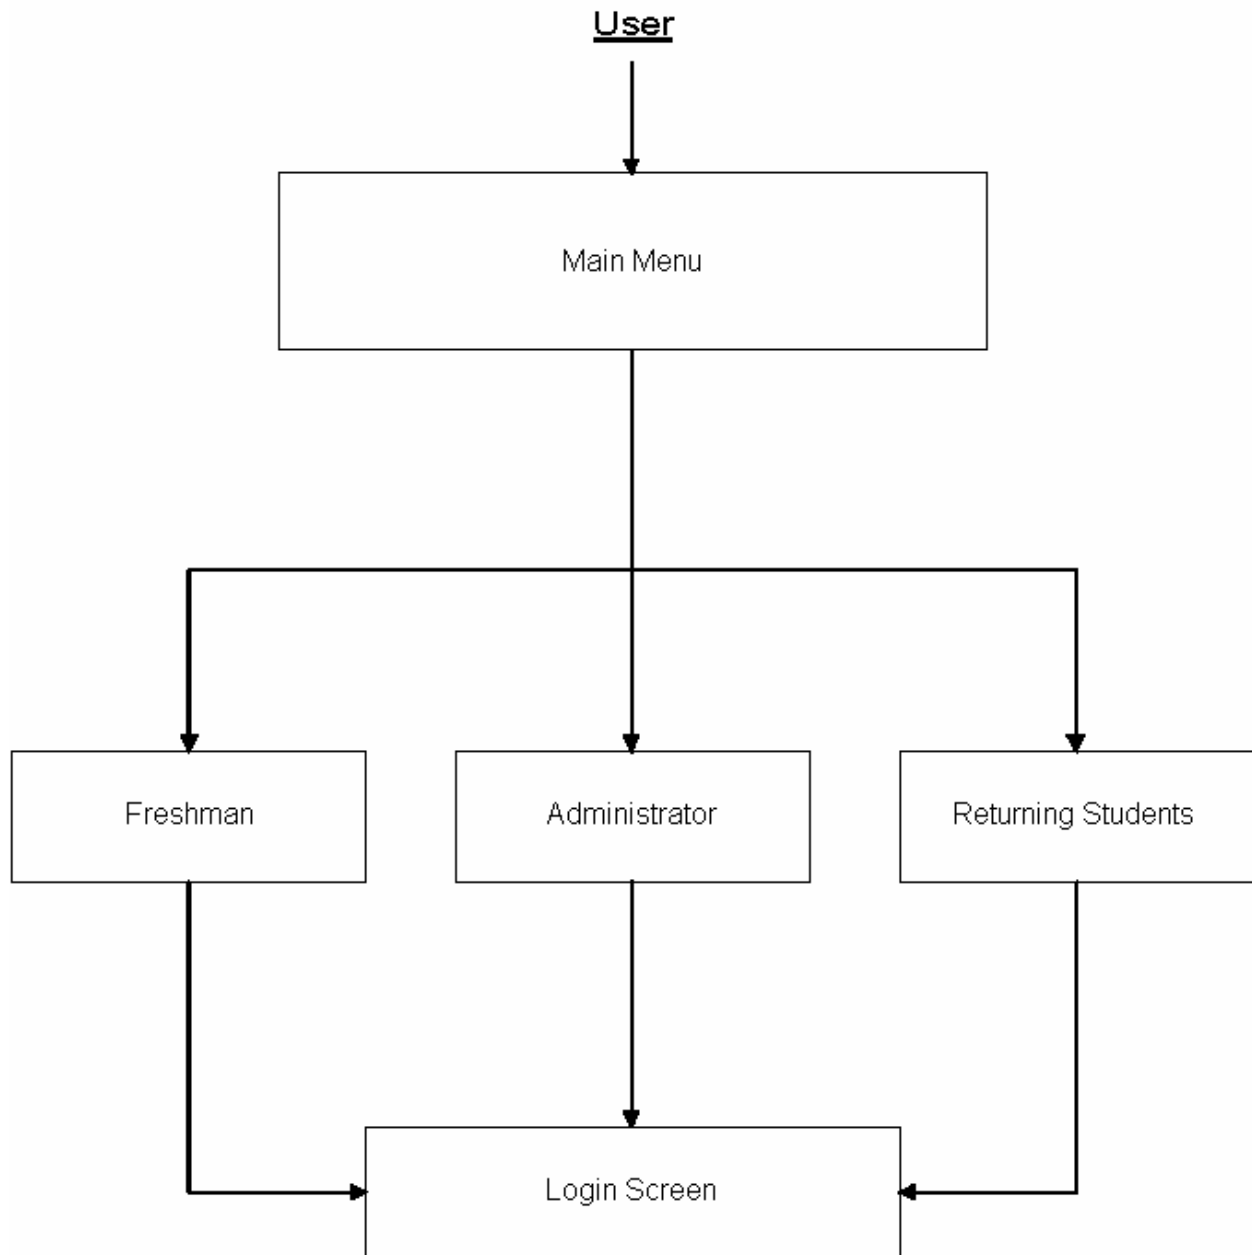 User
Main Menu
Freshman
Administrator
Returning Students
Login Screen